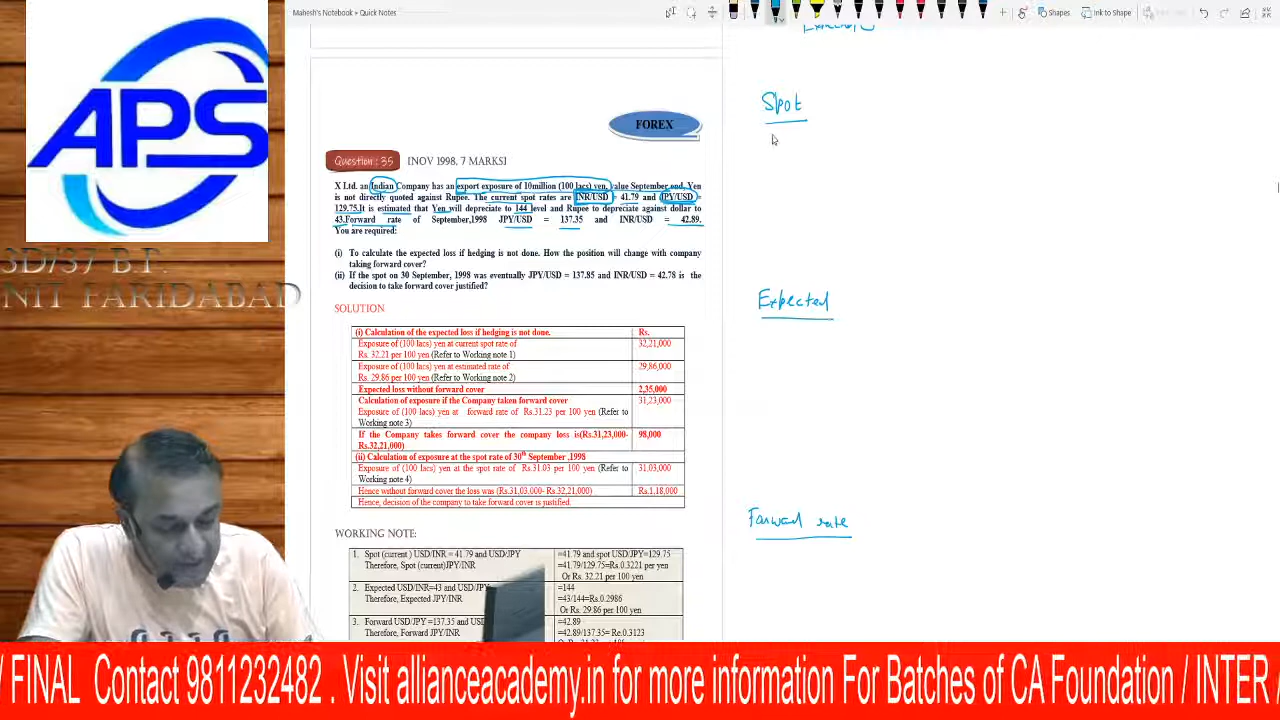 Mahesh's Notebook » Quick Notes
Shapes
Ink to Shape
APS
3D/37 B.P.
NIT FARIDABAD
FOREX
Question : 35 [NOV 1998, 7 MARKS]
X Ltd. an Indian Company has an export exposure of 10million (100 lacs) yen, value September end. Yen
is not directly quoted against Rupee. The current spot rates are INR/USD = 41.79 and JPY/USD =
129.75.It is estimated that Yen will depreciate to 144 level and Rupee to depreciate against dollar to
43.Forward rate of September,1998 JPY/USD = 137.35 and INR/USD = 42.89.
You are required:
(i) To calculate the expected loss if hedging is not done. How the position will change with company
taking forward cover?
(ii) If the spot on 30 September, 1998 was eventually JPY/USD = 137.85 and INR/USD = 42.78 is the
decision to take forward cover justified?
SOLUTION
(i) Calculation of the expected loss if hedging is not done. Rs.
Exposure of (100 lacs) yen at current spot rate of 32,21,000
Rs. 32.21 per 100 yen (Refer to Working note 1)
Exposure of (100 lacs) yen at estimated rate of 29,86,000
Rs. 29.86 per 100 yen (Refer to Working note 2)
Expected loss without forward cover 2,35,000
Calculation of exposure if the Company taken forward cover 31,23,000
Exposure of (100 lacs) yen at forward rate of Rs.31.23 per 100 yen (Refer to
Working note 3)
If the Company takes forward cover the company loss is(Rs.31,23,000- 98,000
Rs.32,21,000)
(ii) Calculation of exposure at the spot rate of 30th September ,1998
Exposure of (100 lacs) yen at the spot rate of Rs.31.03 per 100 yen (Refer to 31,03,000
Working note 4)
Hence without forward cover the loss was (Rs.31,03,000- Rs.32,21,000) Rs.1,18,000
Hence, decision of the company to take forward cover is justified.
WORKING NOTE:
1. Spot (current ) USD/INR = 41.79 and USD/JPY =41.79 and spot USD/JPY=129.75
Therefore, Spot (current)JPY/INR =41.79/129.75=Rs.0.3221 per yen
Or Rs. 32.21 per 100 yen
2. Expected USD/INR=43 and USD/JPY =144
Therefore, Expected JPY/INR =43/144=Rs.0.2986
Or Rs. 29.86 per 100 yen
3. Forward USD/JPY =137.35 and =42.89
Therefore, Forward JPY/INR =42.89/137.35= Re.0.3123
Spot
Expected
Forward rate
/ FINAL Contact 9811232482 . Visit allianceacademy.in for more information For Batches of CA Foundation / INTER /